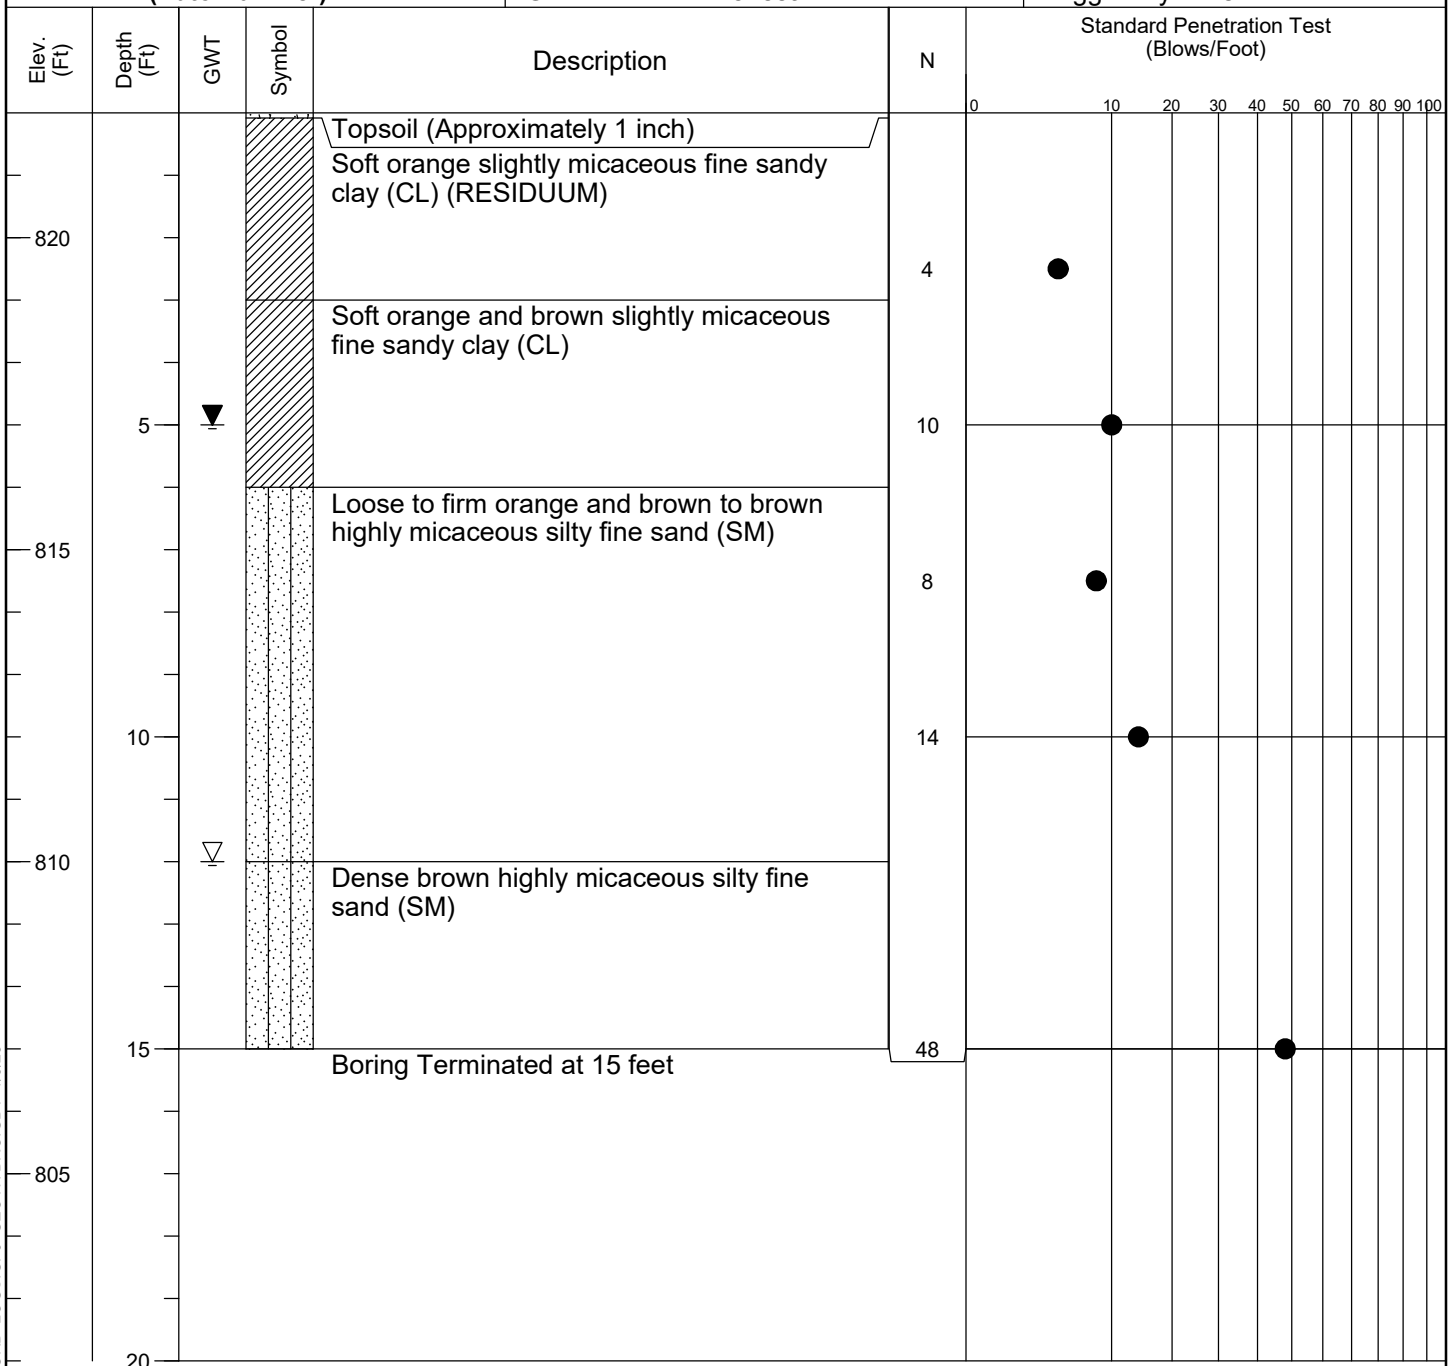 Elev. (Ft)
Depth (Ft)
GWT
Symbol
Description
N
Standard Penetration Test
(Blows/Foot)
0 10 20 30 40 50 60 70 80 90 100
Topsoil (Approximately 1 inch)
Soft orange slightly micaceous fine sandy
clay (CL) (RESIDUUM)
820
4
Soft orange and brown slightly micaceous
fine sandy clay (CL)
5
10
Loose to firm orange and brown to brown
highly micaceous silty fine sand (SM)
815
8
10
14
810
Dense brown highly micaceous silty fine
sand (SM)
15
48
Boring Terminated at 15 feet
805
20